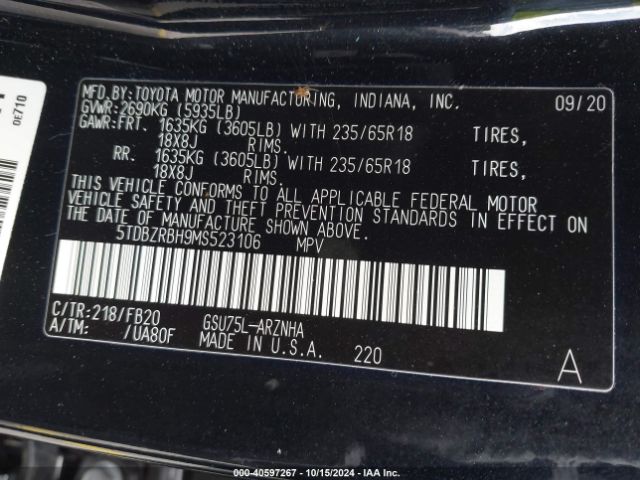 0E710
MFD.BY:TOYOTA MOTOR MANUFACTURING, INDIANA, INC. 09/20
GVWR:2690KG (5935LB)
GAWR:FRT. 1635KG (3605LB) WITH 235/65R18 TIRES,
18X8J RIMS.
RR. 1635KG (3605LB) WITH 235/65R18 TIRES,
18X8J RIMS.
THIS VEHICLE CONFORMS TO ALL APPLICABLE FEDERAL MOTOR
VEHICLE SAFETY AND THEFT PREVENTION STANDARDS IN EFFECT ON
THE DATE OF MANUFACTURE SHOWN ABOVE.
5TDBZRBH9MS523106 MPV
C/TR:218/FB20 GSU75L-ARZNHA
A/TM: /UA80F MADE IN U.S.A. 220 A
000-40597267 - 10/15/2024 - IAA Inc.